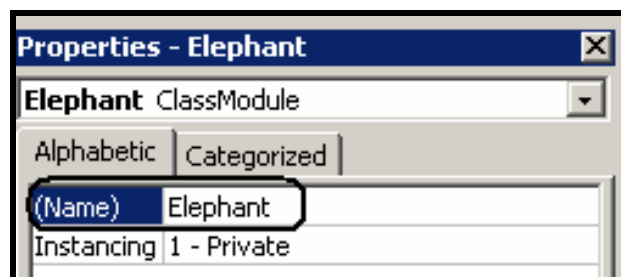 Properties - Elephant
Elephant ClassModule
Alphabetic Categorized
(Name) Elephant
Instancing 1 - Private